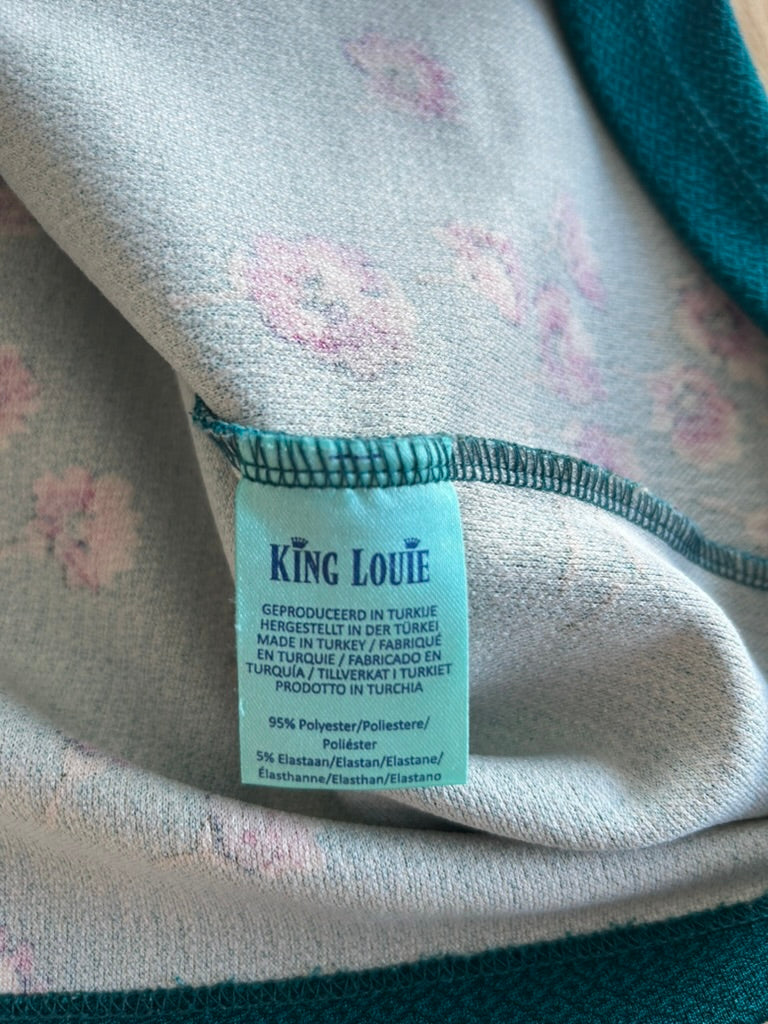 KING LOUIE
GEPRODUCEERD IN TURKIJE
HERGESTELLT IN DER TÜRKEI
MADE IN TURKEY / FABRIQUÉ
EN TURQUIE / FABRICADO EN
TURQUÍA / TILLVERKAT I TURKIET
PRODOTTO IN TURCHIA
95% Polyester/Poliestere/
Poliéster
5% Elastaan/Elastan/Elastane/
Élasthanne/Elasthan/Elastano